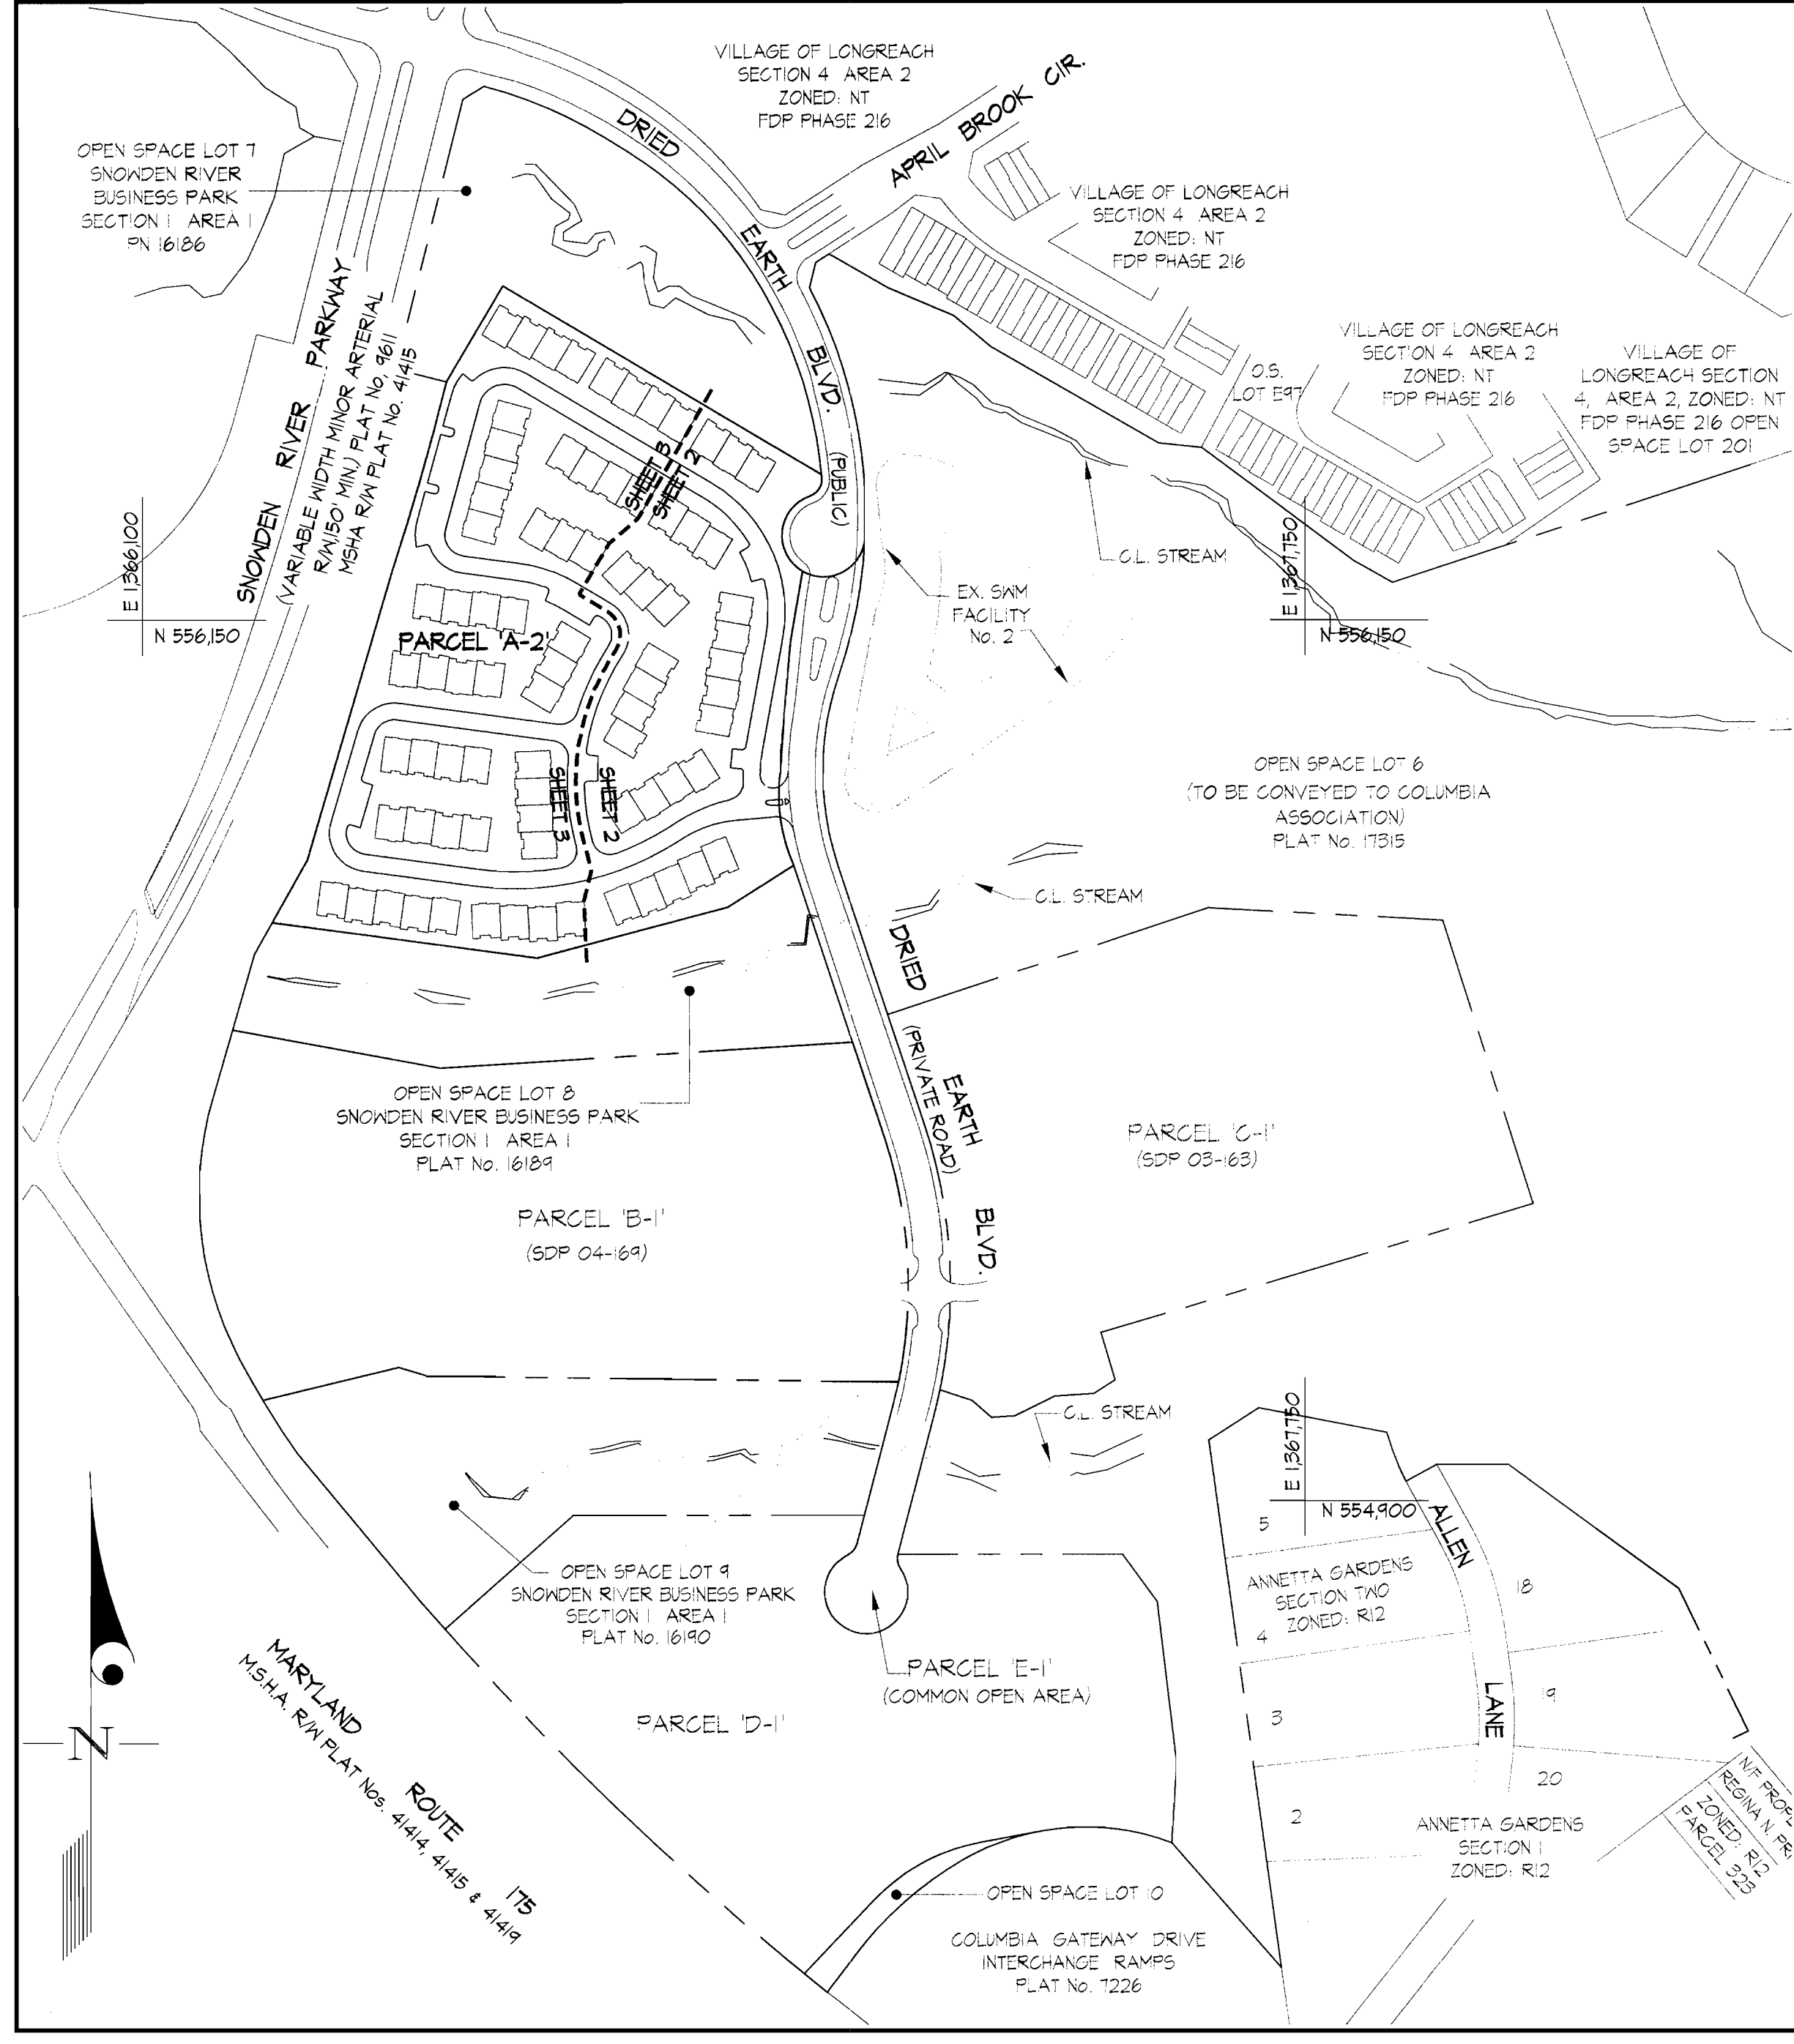 VILLAGE OF LONGREACH
SECTION 4 AREA 2
ZONED: NT
FDP PHASE 216
APRIL BROOK CIR.
DRIED
EARTH
BLVD.
(PUBLIC)
OPEN SPACE LOT 7
SNOWDEN RIVER
BUSINESS PARK
SECTION 1 AREA 1
PN 16186
VILLAGE OF LONGREACH
SECTION 4 AREA 2
ZONED: NT
FDP PHASE 216
SNOWDEN RIVER PARKWAY
(VARIABLE WIDTH MINOR ARTERIAL
R/W,150' MIN.) PLAT No. 9611
MSHA R/W PLAT No. 41415
O.S.
LOT E97
VILLAGE OF LONGREACH
SECTION 4 AREA 2
ZONED: NT
FDP PHASE 216
VILLAGE OF
LONGREACH SECTION
4, AREA 2, ZONED: NT
FDP PHASE 216 OPEN
SPACE LOT 201
SHEET 3
SHEET 2
E 1,366,100
N 556,150
C.L. STREAM
EX. SWM
FACILITY
No. 2
E 1,367,750
N 556,150
PARCEL 'A-2'
SHEET 3
SHEET 2
OPEN SPACE LOT 6
(TO BE CONVEYED TO COLUMBIA
ASSOCIATION)
PLAT No. 17315
C.L. STREAM
DRIED
EARTH
BLVD.
(PRIVATE ROAD)
OPEN SPACE LOT 8
SNOWDEN RIVER BUSINESS PARK
SECTION 1 AREA 1
PLAT No. 16189
PARCEL 'C-1'
(SDP 03-163)
PARCEL 'B-1'
(SDP 04-169)
C.L. STREAM
E 1,367,750
N 554,900
OPEN SPACE LOT 9
SNOWDEN RIVER BUSINESS PARK
SECTION 1 AREA 1
PLAT No. 16190
5
ANNETTA GARDENS
SECTION TWO
ZONED: R12
4
ALLEN
LANE
18
19
3
20
2
PARCEL 'E-1'
(COMMON OPEN AREA)
PARCEL 'D-1'
N
MARYLAND
ROUTE
175
M.S.H.A. R/W PLAT Nos. 41414, 41415 & 41419
ANNETTA GARDENS
SECTION 1
ZONED: R12
N/F PROPE
REGINA N. PR
ZONED: R12
PARCEL 323
OPEN SPACE LOT 10
COLUMBIA GATEWAY DRIVE
INTERCHANGE RAMPS
PLAT No. 7226